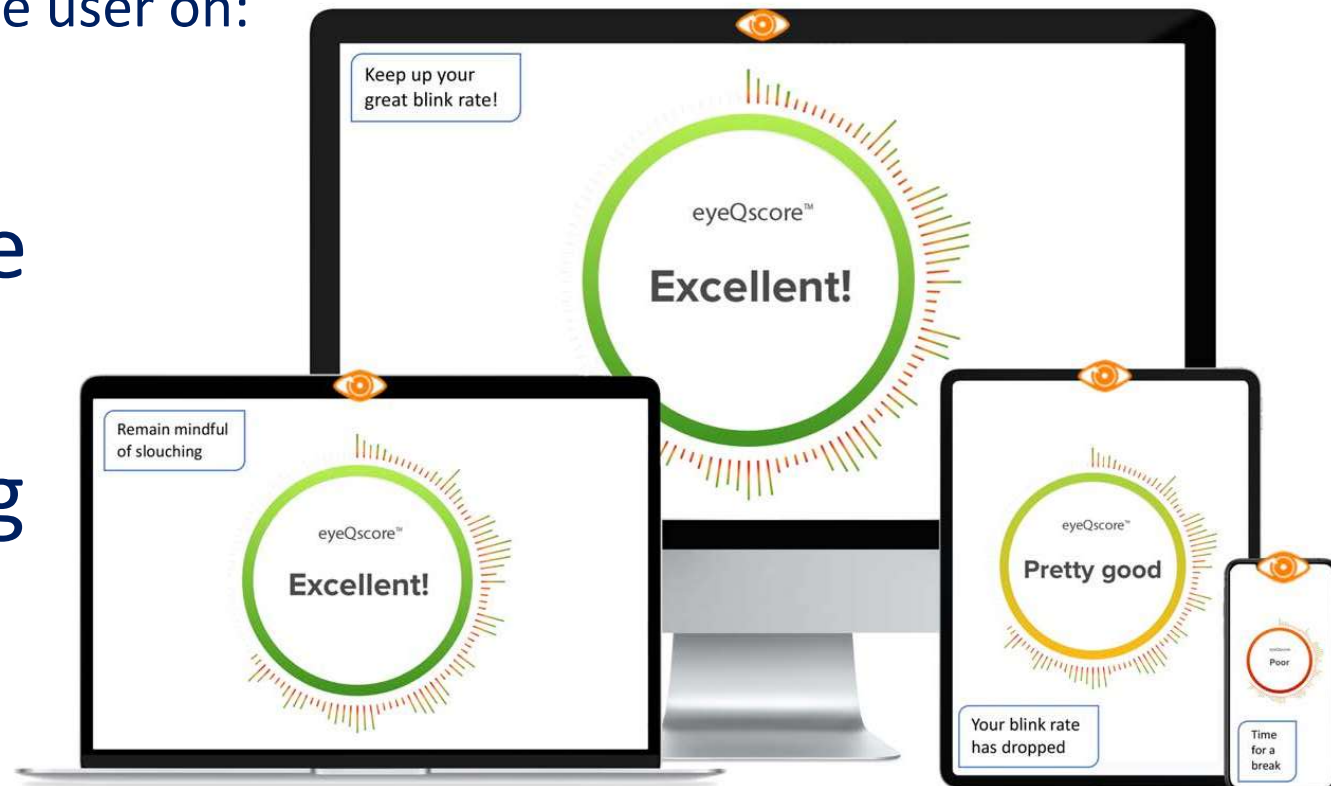 e user on:
e
g
Keep up your
great blink rate!
eyeQscore™
Excellent!
Remain mindful
of slouching
eyeQscore™
Excellent!
eyeQscore™
Pretty good
Your blink rate
has dropped
eyeQscore
Poor
Time
for a
break